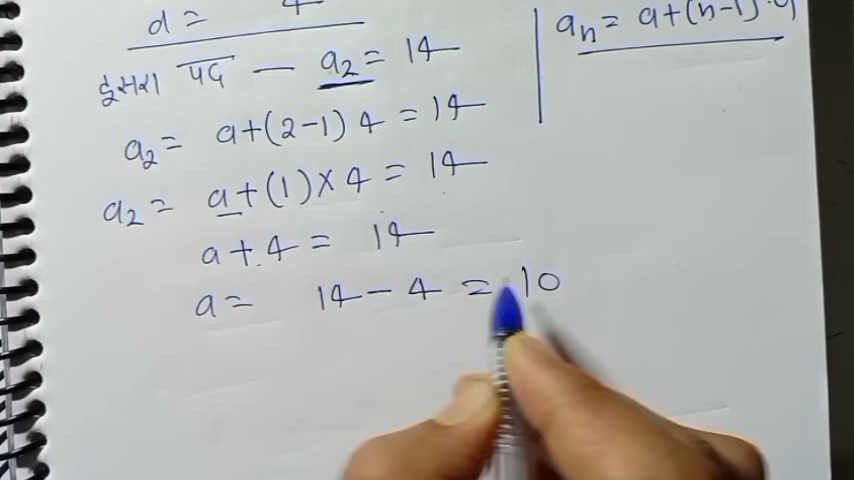 d = 4
aₙ = a+(n-1)·d
— a₂ = 14
a₂ = a+(2-1) 4 = 14
a₂ = a+(1)×4 = 14
a+4 = 14
a = 14-4 = 10